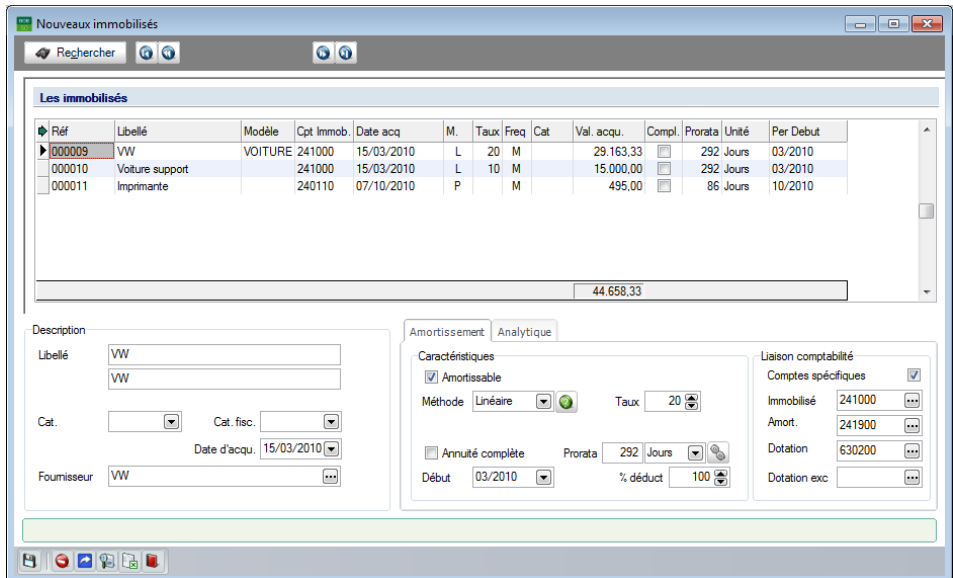 Nouveaux immobilisés
Rechercher
Les immobilisés
Réf Libellé Modèle Cpt Immob. Date acq M. Taux Freq Cat Val. acqu. Compl. Prorata Unité Per Debut
000009 VW VOITURE 241000 15/03/2010 L 20 M 29.163,33 292 Jours 03/2010
000010 Voiture support 241000 15/03/2010 L 10 M 15.000,00 292 Jours 03/2010
000011 Imprimante 240110 07/10/2010 P M 495,00 86 Jours 10/2010
44.658,33
Description
Libellé VW
VW
Cat. Cat. fisc.
Date d'acqu. 15/03/2010
Fournisseur VW
Amortissement Analytique
Caractéristiques
Amortissable
Méthode Linéaire Taux 20
Annuité complète Prorata 292 Jours
Début 03/2010 % déduct 100
Liaison comptabilité
Comptes spécifiques
Immobilisé 241000
Amort. 241900
Dotation 630200
Dotation exc